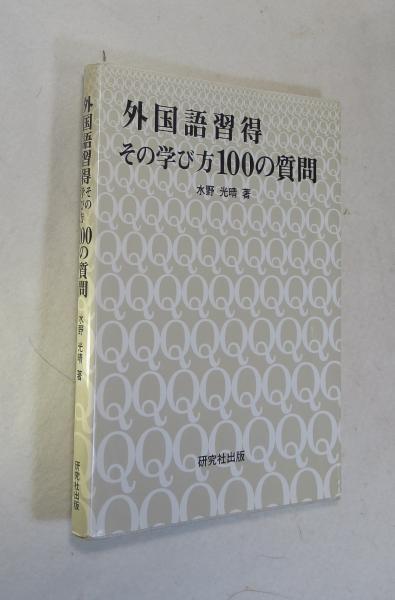 外国語習得
その学び方100の質問
水野 光晴 著
研究社出版
外国語習得 その学び方 100の質問
水野 光晴 著
研究社出版